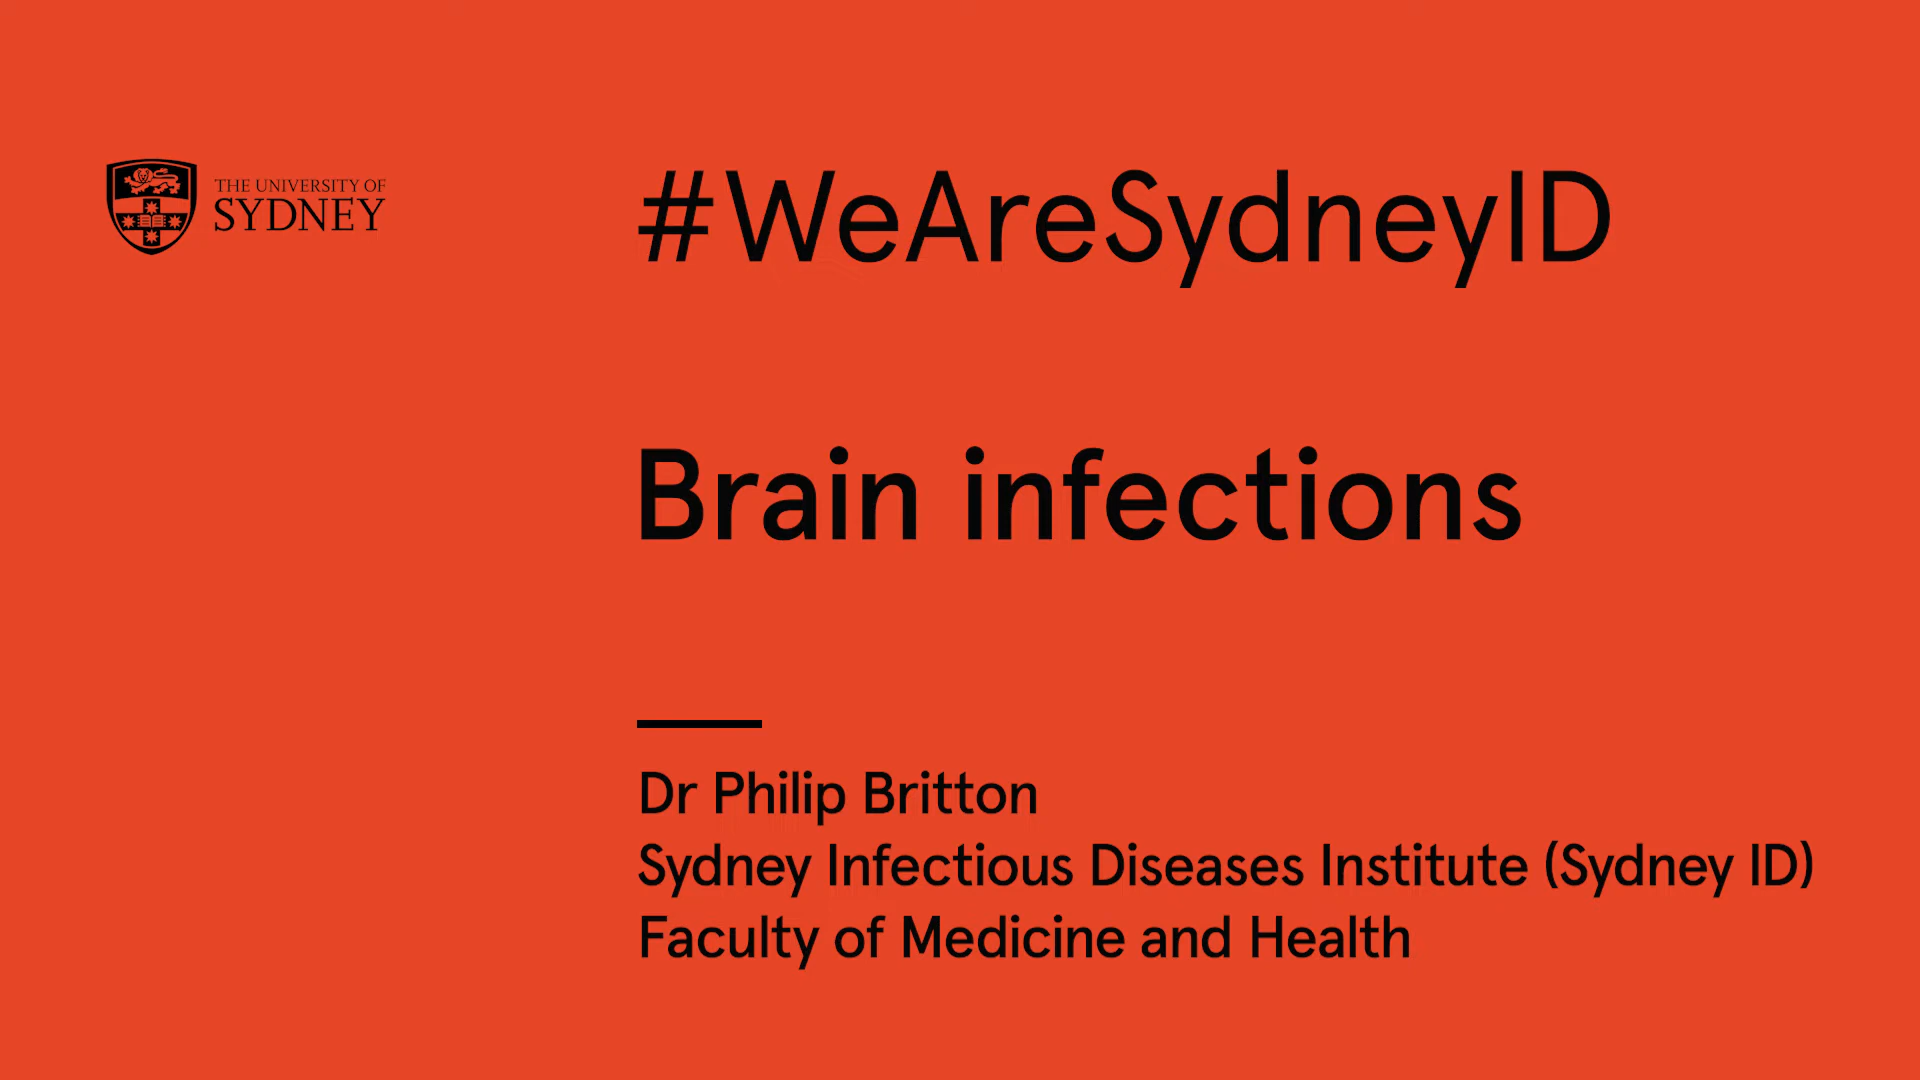 THE UNIVERSITY OF
SYDNEY
#WeAreSydneyID
Brain infections
Dr Philip Britton
Sydney Infectious Diseases Institute (Sydney ID)
Faculty of Medicine and Health